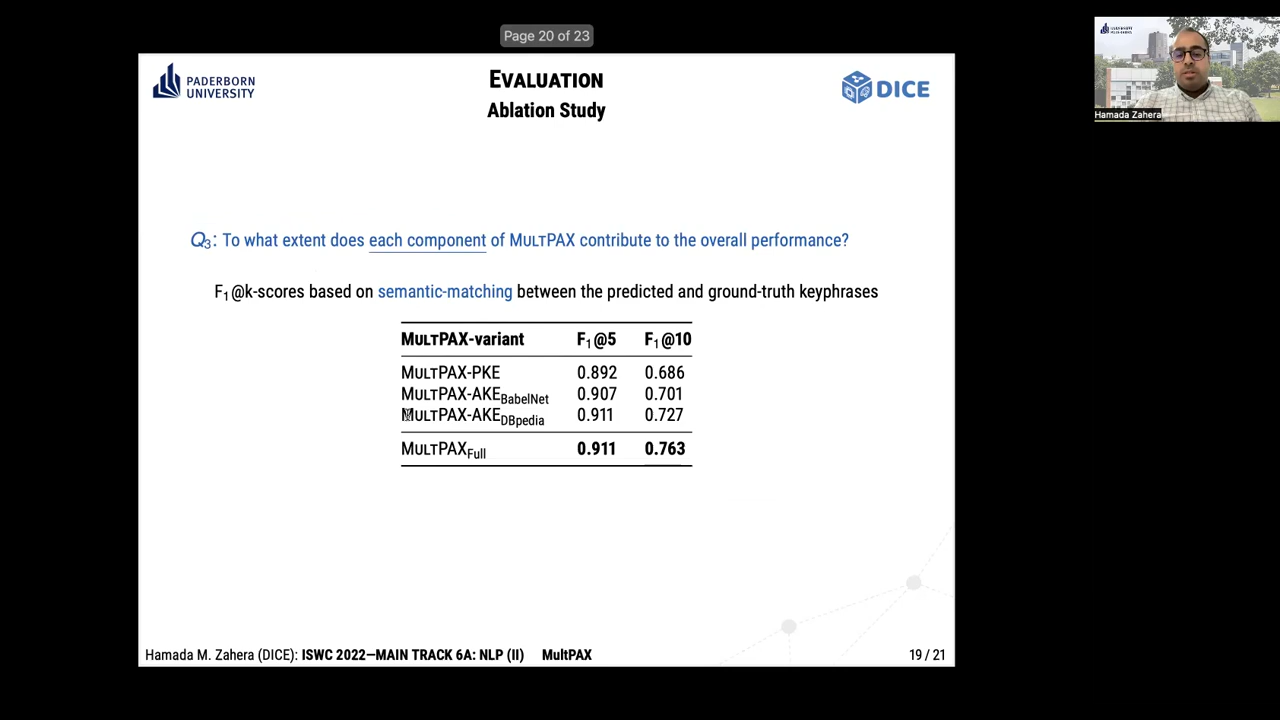 Page 20 of 23
PADERBORN
UNIVERSITY
EVALUATION
Ablation Study
DICE
Hamada Zahera
Q3: To what extent does each component of MULTPAX contribute to the overall performance?
F1@k-scores based on semantic-matching between the predicted and ground-truth keyphrases
MULTPAX-variant F1@5 F1@10
MULTPAX-PKE 0.892 0.686
MULTPAX-AKEBabelNet 0.907 0.701
MULTPAX-AKEDBpedia 0.911 0.727
MULTPAXFull 0.911 0.763
Hamada M. Zahera (DICE): ISWC 2022—MAIN TRACK 6A: NLP (II) MultPAX 19 / 21